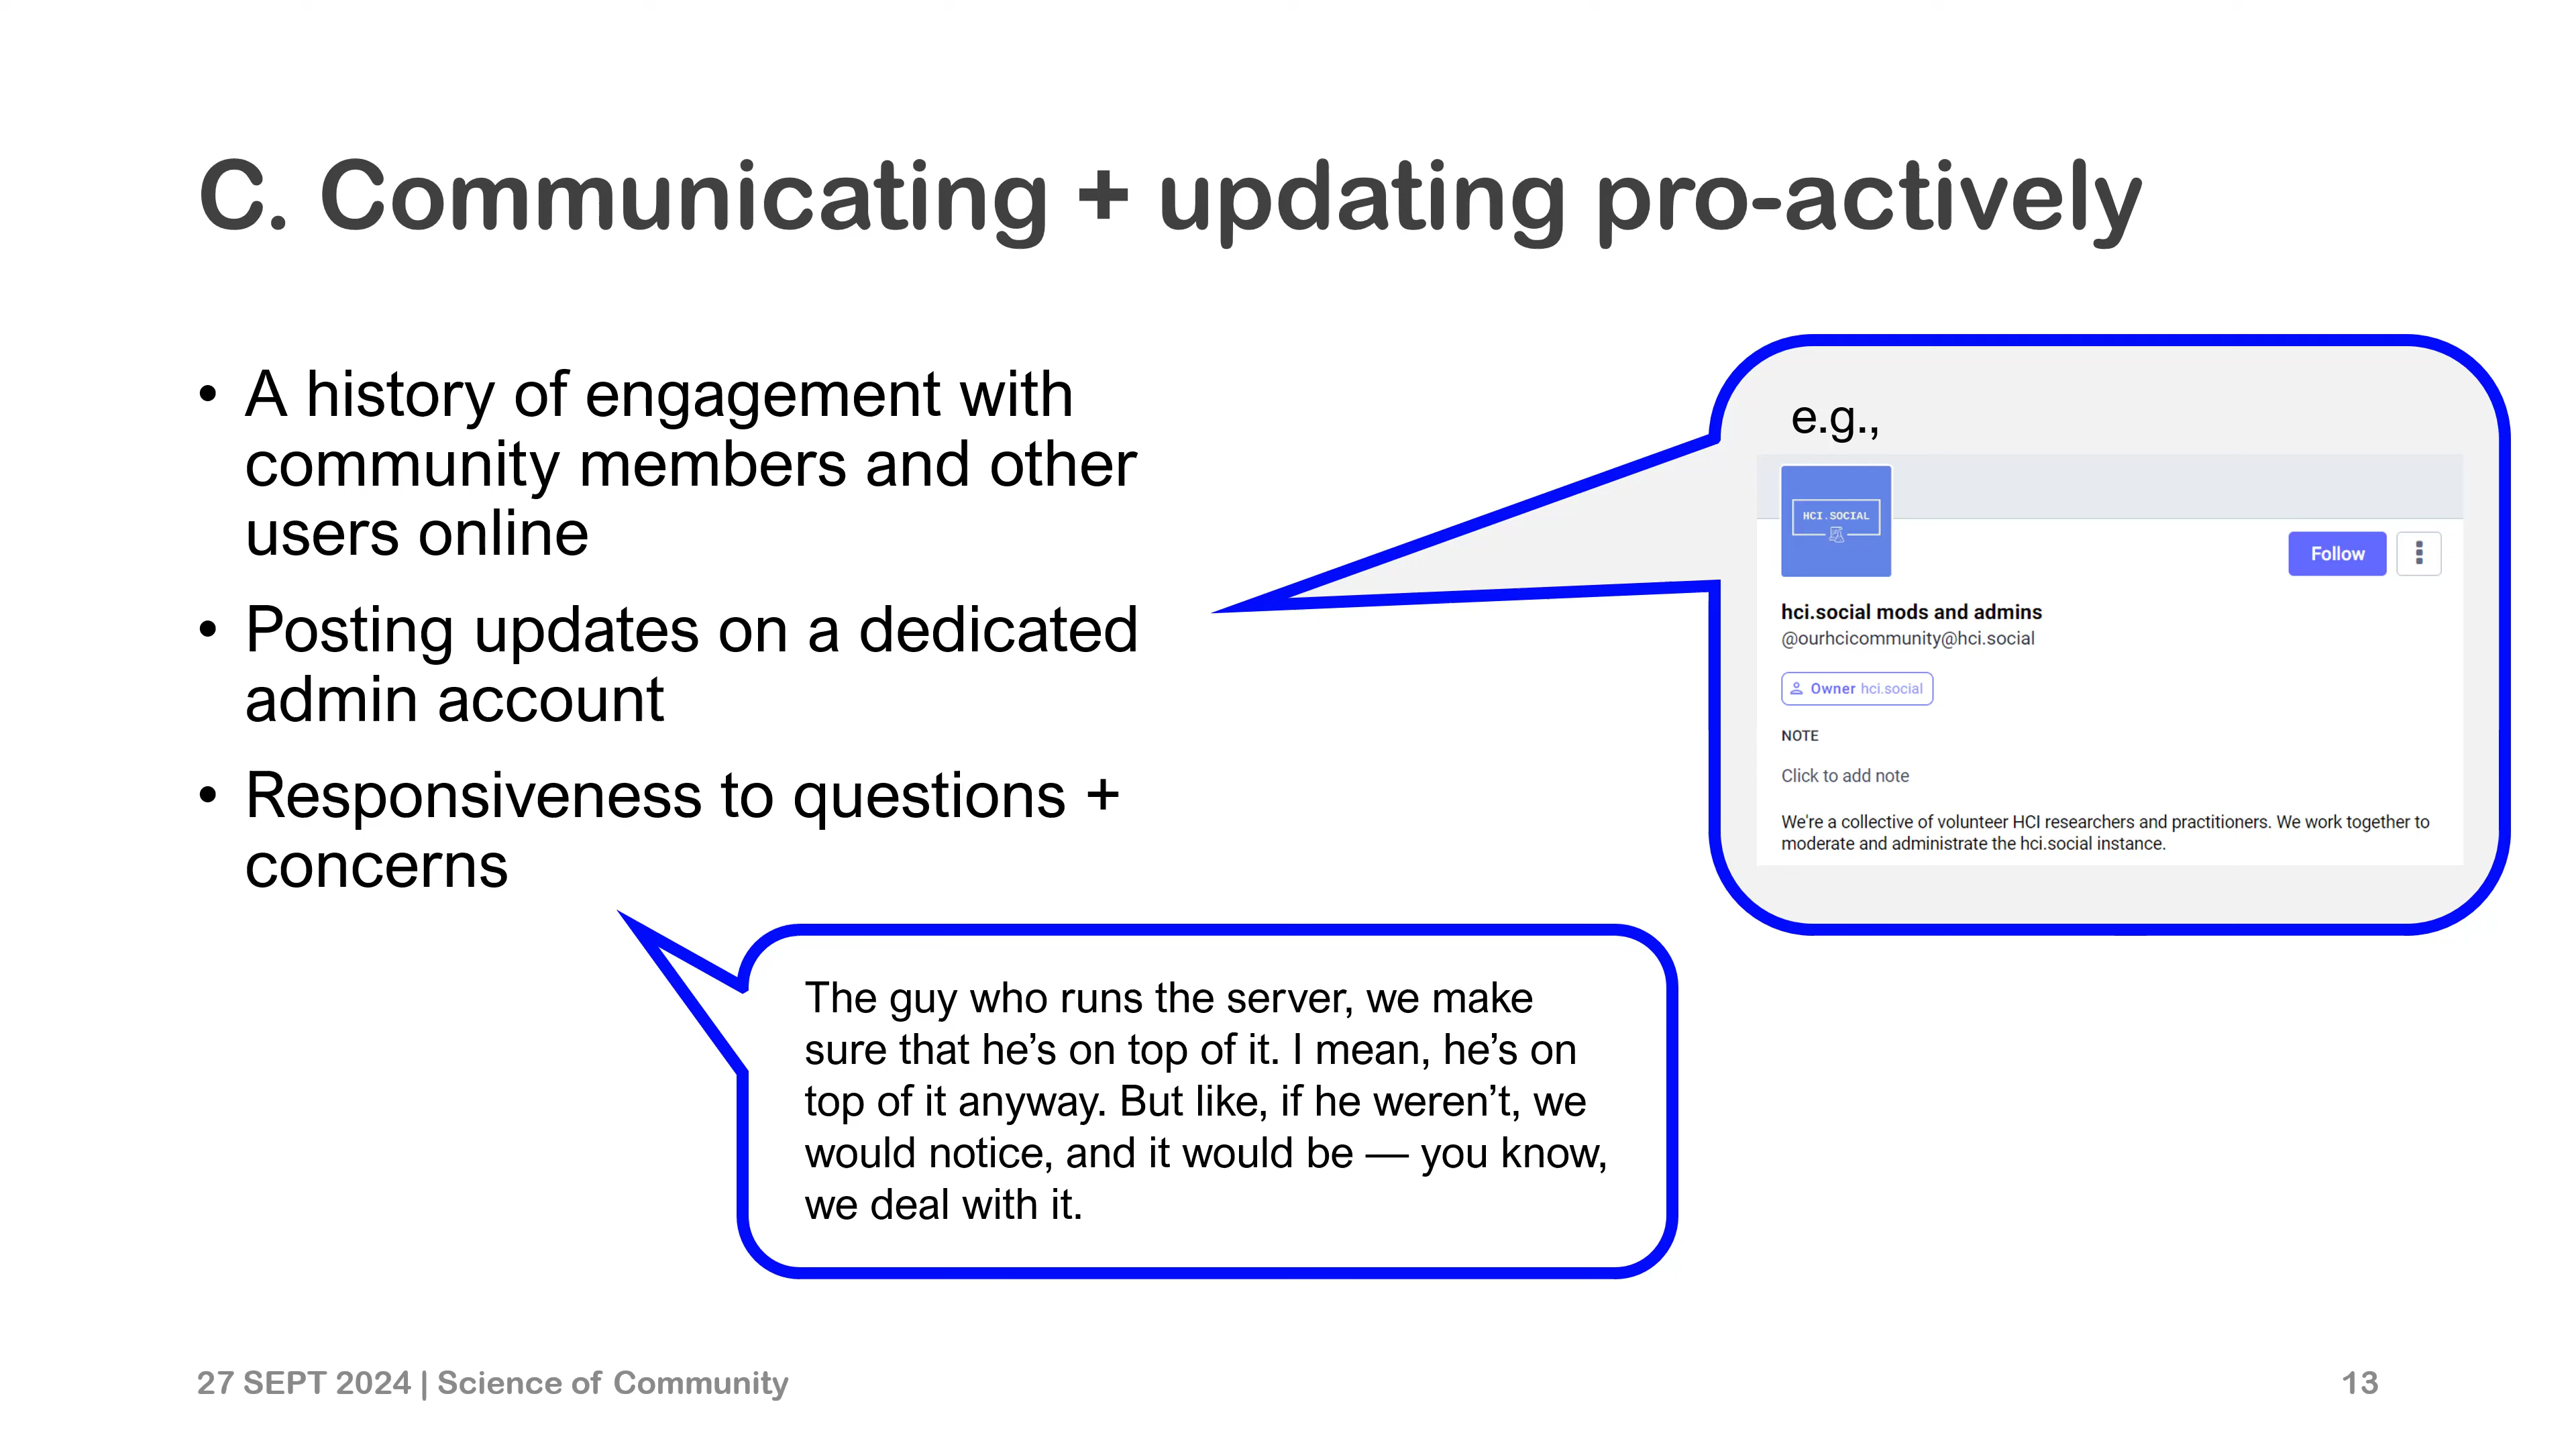 C. Communicating + updating pro-actively
• A history of engagement with
community members and other
users online
• Posting updates on a dedicated
admin account
• Responsiveness to questions +
concerns
e.g.,
HCI.SOCIAL
Follow
hci.social mods and admins
@ourhcicommunity@hci.social
Owner hci.social
NOTE
Click to add note
We're a collective of volunteer HCI researchers and practitioners. We work together to
moderate and administrate the hci.social instance.
The guy who runs the server, we make
sure that he’s on top of it. I mean, he’s on
top of it anyway. But like, if he weren’t, we
would notice, and it would be — you know,
we deal with it.
27 SEPT 2024 | Science of Community
13